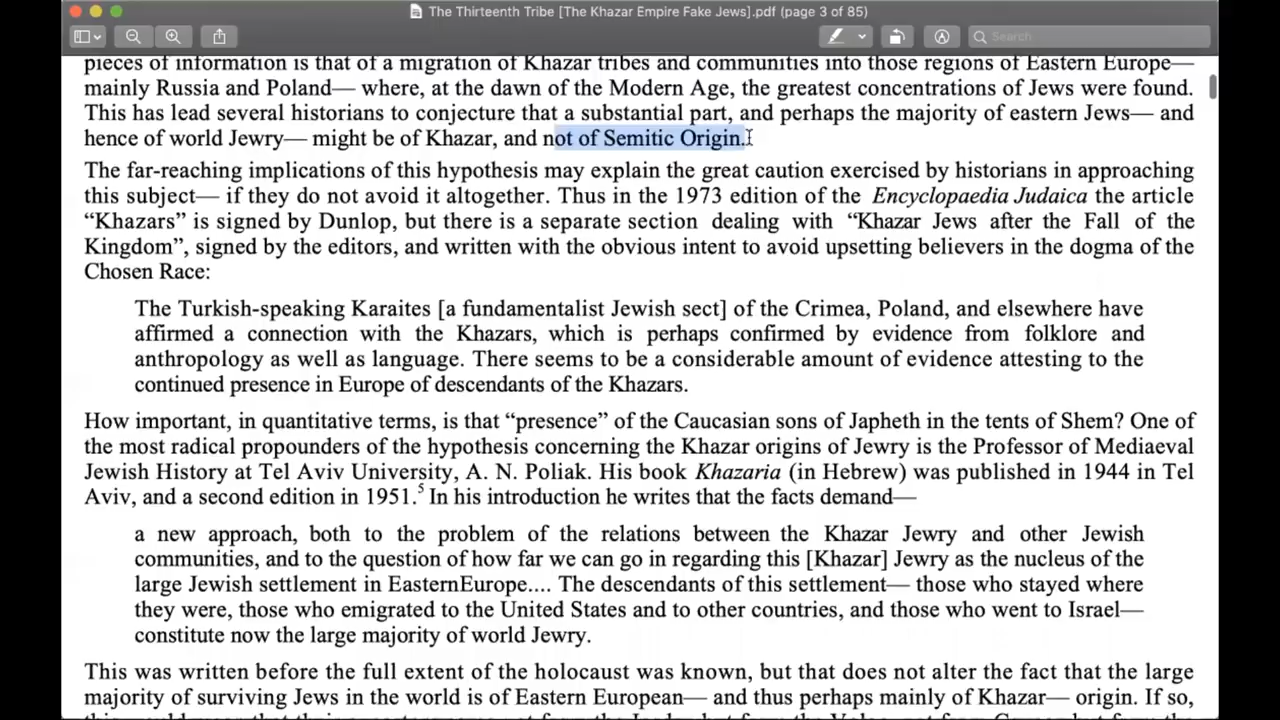 The Thirteenth Tribe [The Khazar Empire Fake Jews].pdf (page 3 of 85)
Search
pieces of information is that of a migration of Khazar tribes and communities into those regions of Eastern Europe—
mainly Russia and Poland— where, at the dawn of the Modern Age, the greatest concentrations of Jews were found.
This has lead several historians to conjecture that a substantial part, and perhaps the majority of eastern Jews— and
hence of world Jewry— might be of Khazar, and not of Semitic Origin.
The far-reaching implications of this hypothesis may explain the great caution exercised by historians in approaching
this subject— if they do not avoid it altogether. Thus in the 1973 edition of the Encyclopaedia Judaica the article
“Khazars” is signed by Dunlop, but there is a separate section dealing with “Khazar Jews after the Fall of the
Kingdom”, signed by the editors, and written with the obvious intent to avoid upsetting believers in the dogma of the
Chosen Race:
The Turkish-speaking Karaites [a fundamentalist Jewish sect] of the Crimea, Poland, and elsewhere have
affirmed a connection with the Khazars, which is perhaps confirmed by evidence from folklore and
anthropology as well as language. There seems to be a considerable amount of evidence attesting to the
continued presence in Europe of descendants of the Khazars.
How important, in quantitative terms, is that “presence” of the Caucasian sons of Japheth in the tents of Shem? One of
the most radical propounders of the hypothesis concerning the Khazar origins of Jewry is the Professor of Mediaeval
Jewish History at Tel Aviv University, A. N. Poliak. His book Khazaria (in Hebrew) was published in 1944 in Tel
Aviv, and a second edition in 1951.5 In his introduction he writes that the facts demand—
a new approach, both to the problem of the relations between the Khazar Jewry and other Jewish
communities, and to the question of how far we can go in regarding this [Khazar] Jewry as the nucleus of the
large Jewish settlement in EasternEurope.... The descendants of this settlement— those who stayed where
they were, those who emigrated to the United States and to other countries, and those who went to Israel—
constitute now the large majority of world Jewry.
This was written before the full extent of the holocaust was known, but that does not alter the fact that the large
majority of surviving Jews in the world is of Eastern European— and thus perhaps mainly of Khazar— origin. If so,